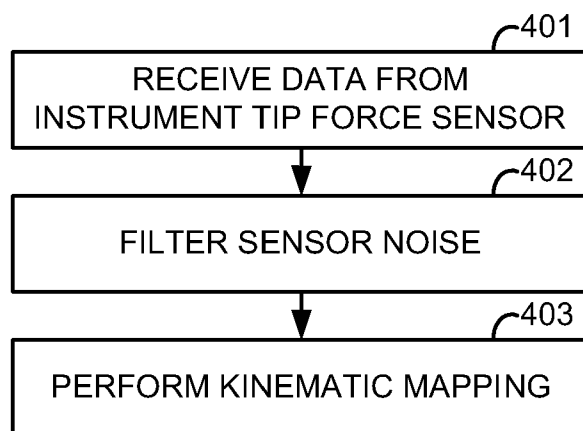 401
RECEIVE DATA FROM
INSTRUMENT TIP FORCE SENSOR
402
FILTER SENSOR NOISE
403
PERFORM KINEMATIC MAPPING